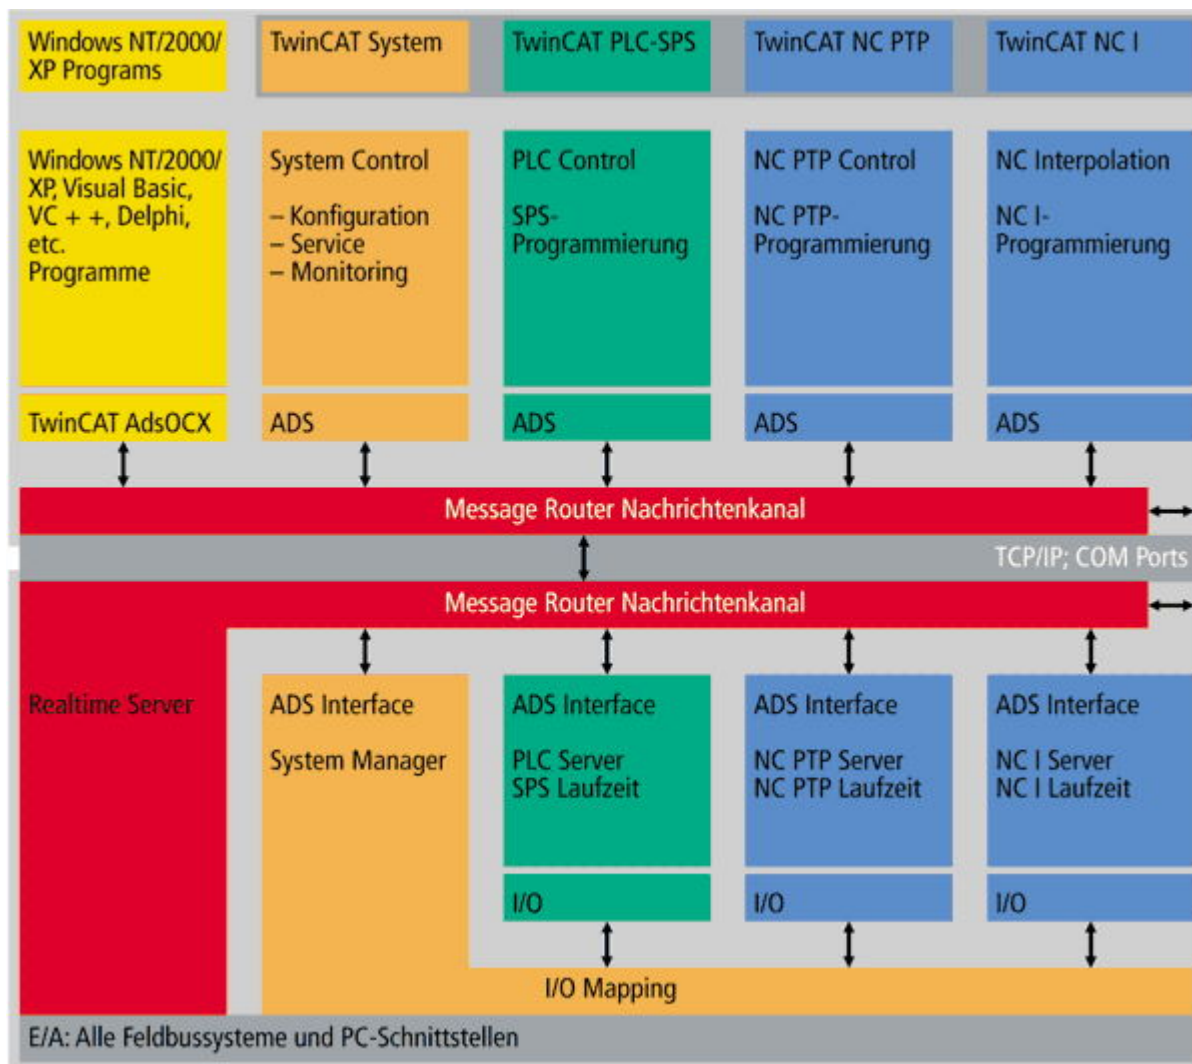 Windows NT/2000/
XP Programs
TwinCAT System
TwinCAT PLC-SPS
TwinCAT NC PTP
TwinCAT NC I
Windows NT/2000/
XP, Visual Basic,
VC + +, Delphi,
etc.
Programme
System Control
– Konfiguration
– Service
– Monitoring
PLC Control
SPS-
Programmierung
NC PTP Control
NC PTP-
Programmierung
NC Interpolation
NC I-
Programmierung
TwinCAT AdsOCX
ADS
ADS
ADS
ADS
Message Router Nachrichtenkanal
TCP/IP; COM Ports
Message Router Nachrichtenkanal
Realtime Server
ADS Interface
System Manager
ADS Interface
PLC Server
SPS Laufzeit
I/O
ADS Interface
NC PTP Server
NC PTP Laufzeit
I/O
ADS Interface
NC I Server
NC I Laufzeit
I/O
I/O Mapping
E/A: Alle Feldbussysteme und PC-Schnittstellen